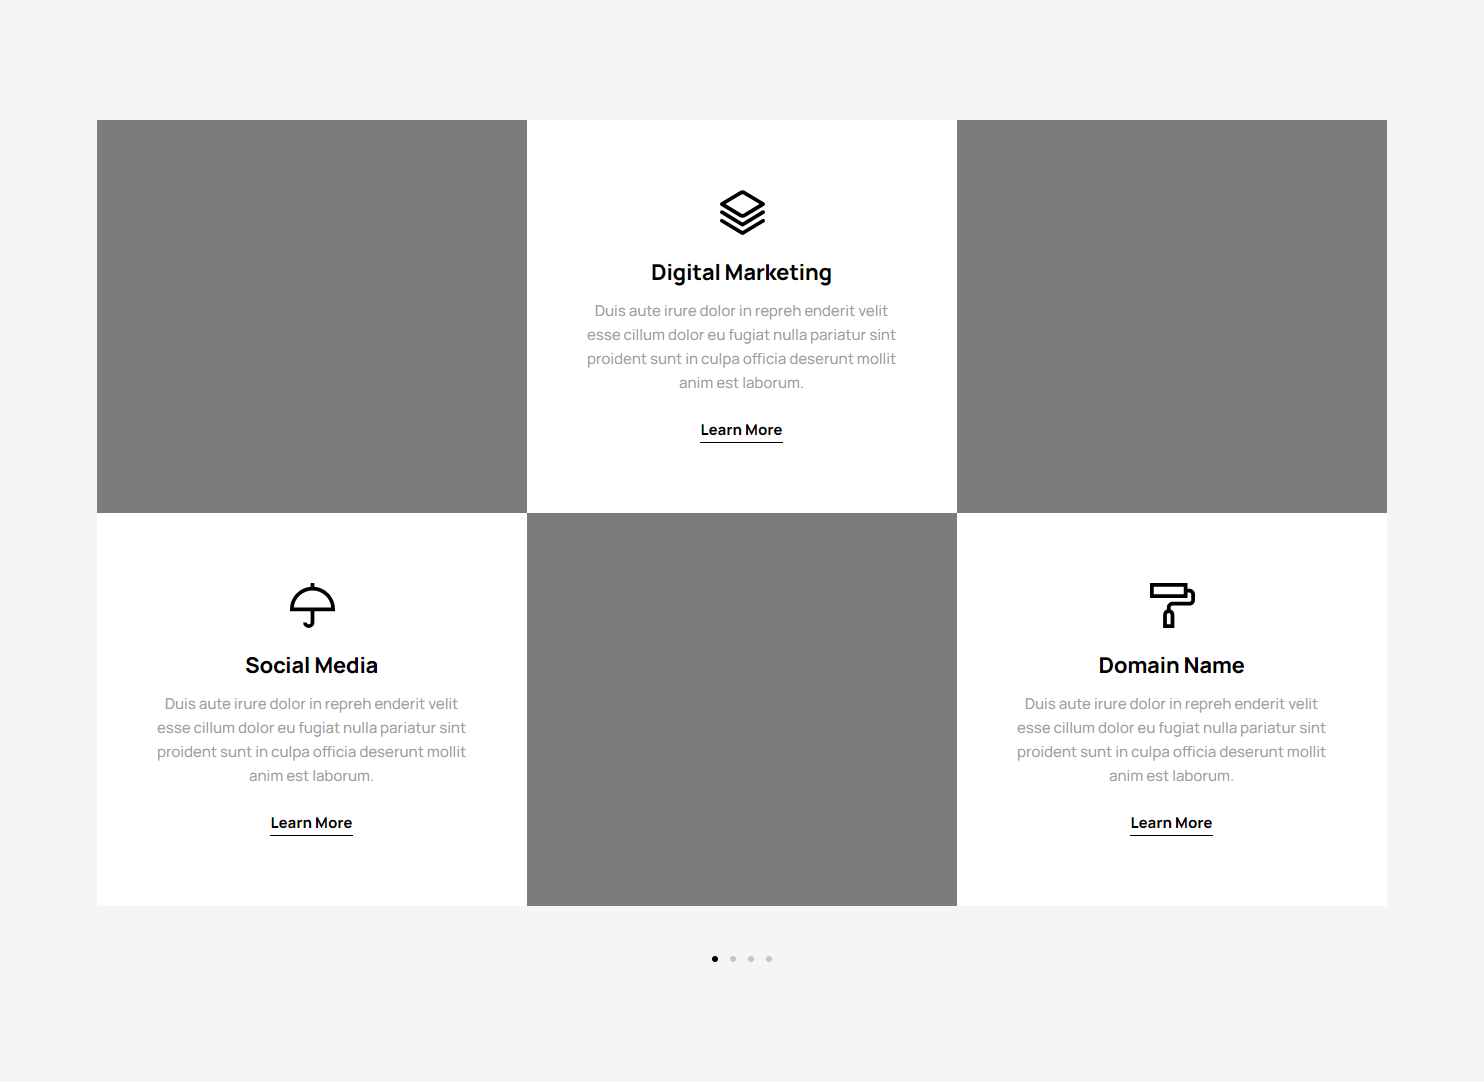 Digital Marketing
Duis aute irure dolor in repreh enderit velit
esse cillum dolor eu fugiat nulla pariatur sint
proident sunt in culpa officia deserunt mollit
anim est laborum.
Learn More
Social Media
Duis aute irure dolor in repreh enderit velit
esse cillum dolor eu fugiat nulla pariatur sint
proident sunt in culpa officia deserunt mollit
anim est laborum.
Learn More
Domain Name
Duis aute irure dolor in repreh enderit velit
esse cillum dolor eu fugiat nulla pariatur sint
proident sunt in culpa officia deserunt mollit
anim est laborum.
Learn More